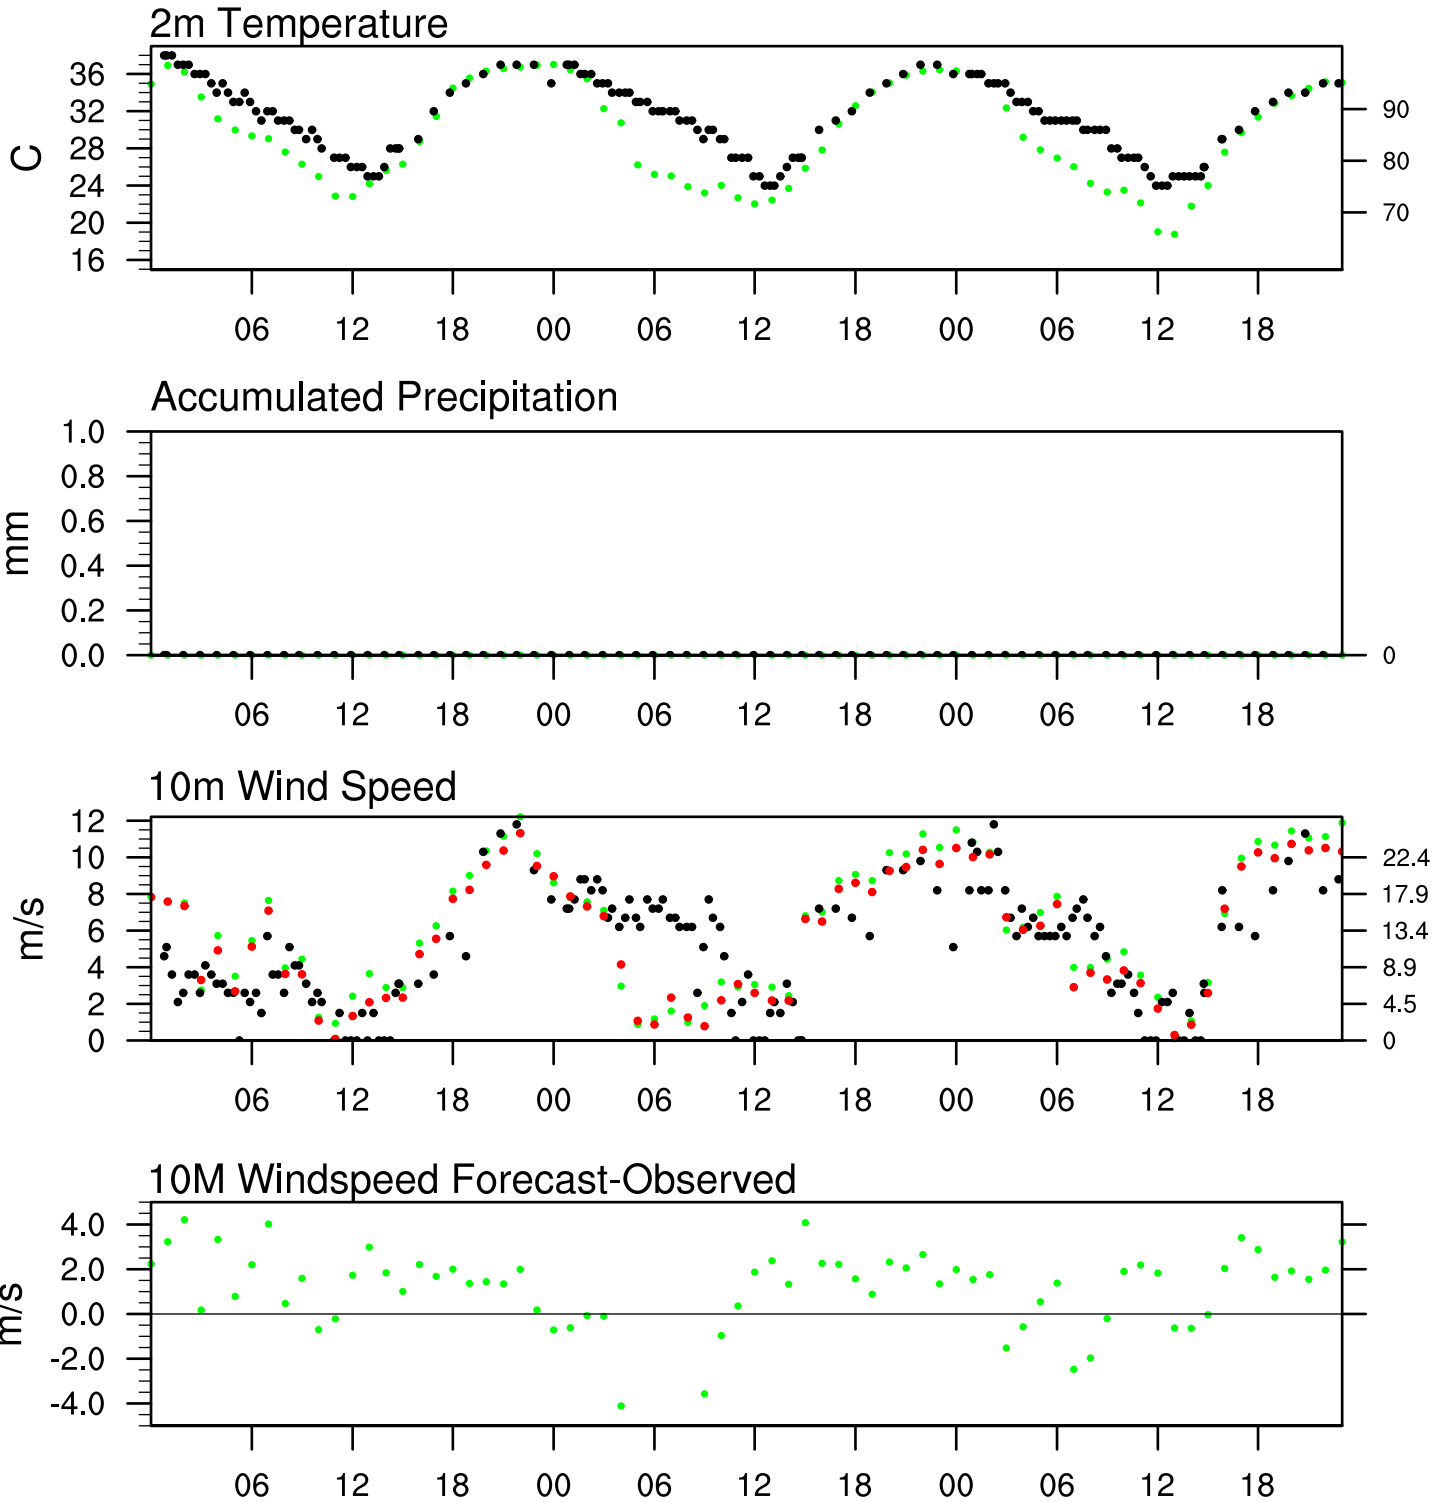 2m Temperature
C
36
32
28
24
20
16
90
80
70
06 12 18 00 06 12 18 00 06 12 18
Accumulated Precipitation
mm
1.0
0.8
0.6
0.4
0.2
0.0
0
06 12 18 00 06 12 18 00 06 12 18
10m Wind Speed
m/s
12
10
8
6
4
2
0
22.4
17.9
13.4
8.9
4.5
0
06 12 18 00 06 12 18 00 06 12 18
10M Windspeed Forecast-Observed
m/s
4.0
2.0
0.0
-2.0
-4.0
06 12 18 00 06 12 18 00 06 12 18